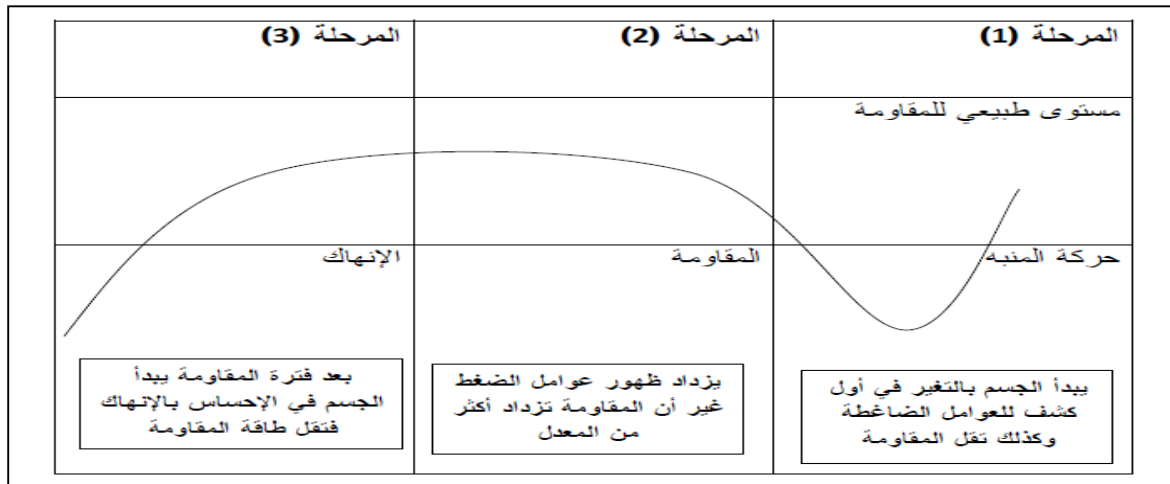 المرحلة (1)
المرحلة (2)
المرحلة (3)
مستوى طبيعي للمقاومة
حركة المنبه
المقاومة
الإنهاك
يبدأ الجسم بالتغير في أول
كشف للعوامل الضاغطة
وكذلك تقل المقاومة
يزداد ظهور عوامل الضغط
غير أن المقاومة تزداد أكثر
من المعدل
بعد فترة المقاومة يبدأ
الجسم في الإحساس بالإنهاك
فتقل طاقة المقاومة